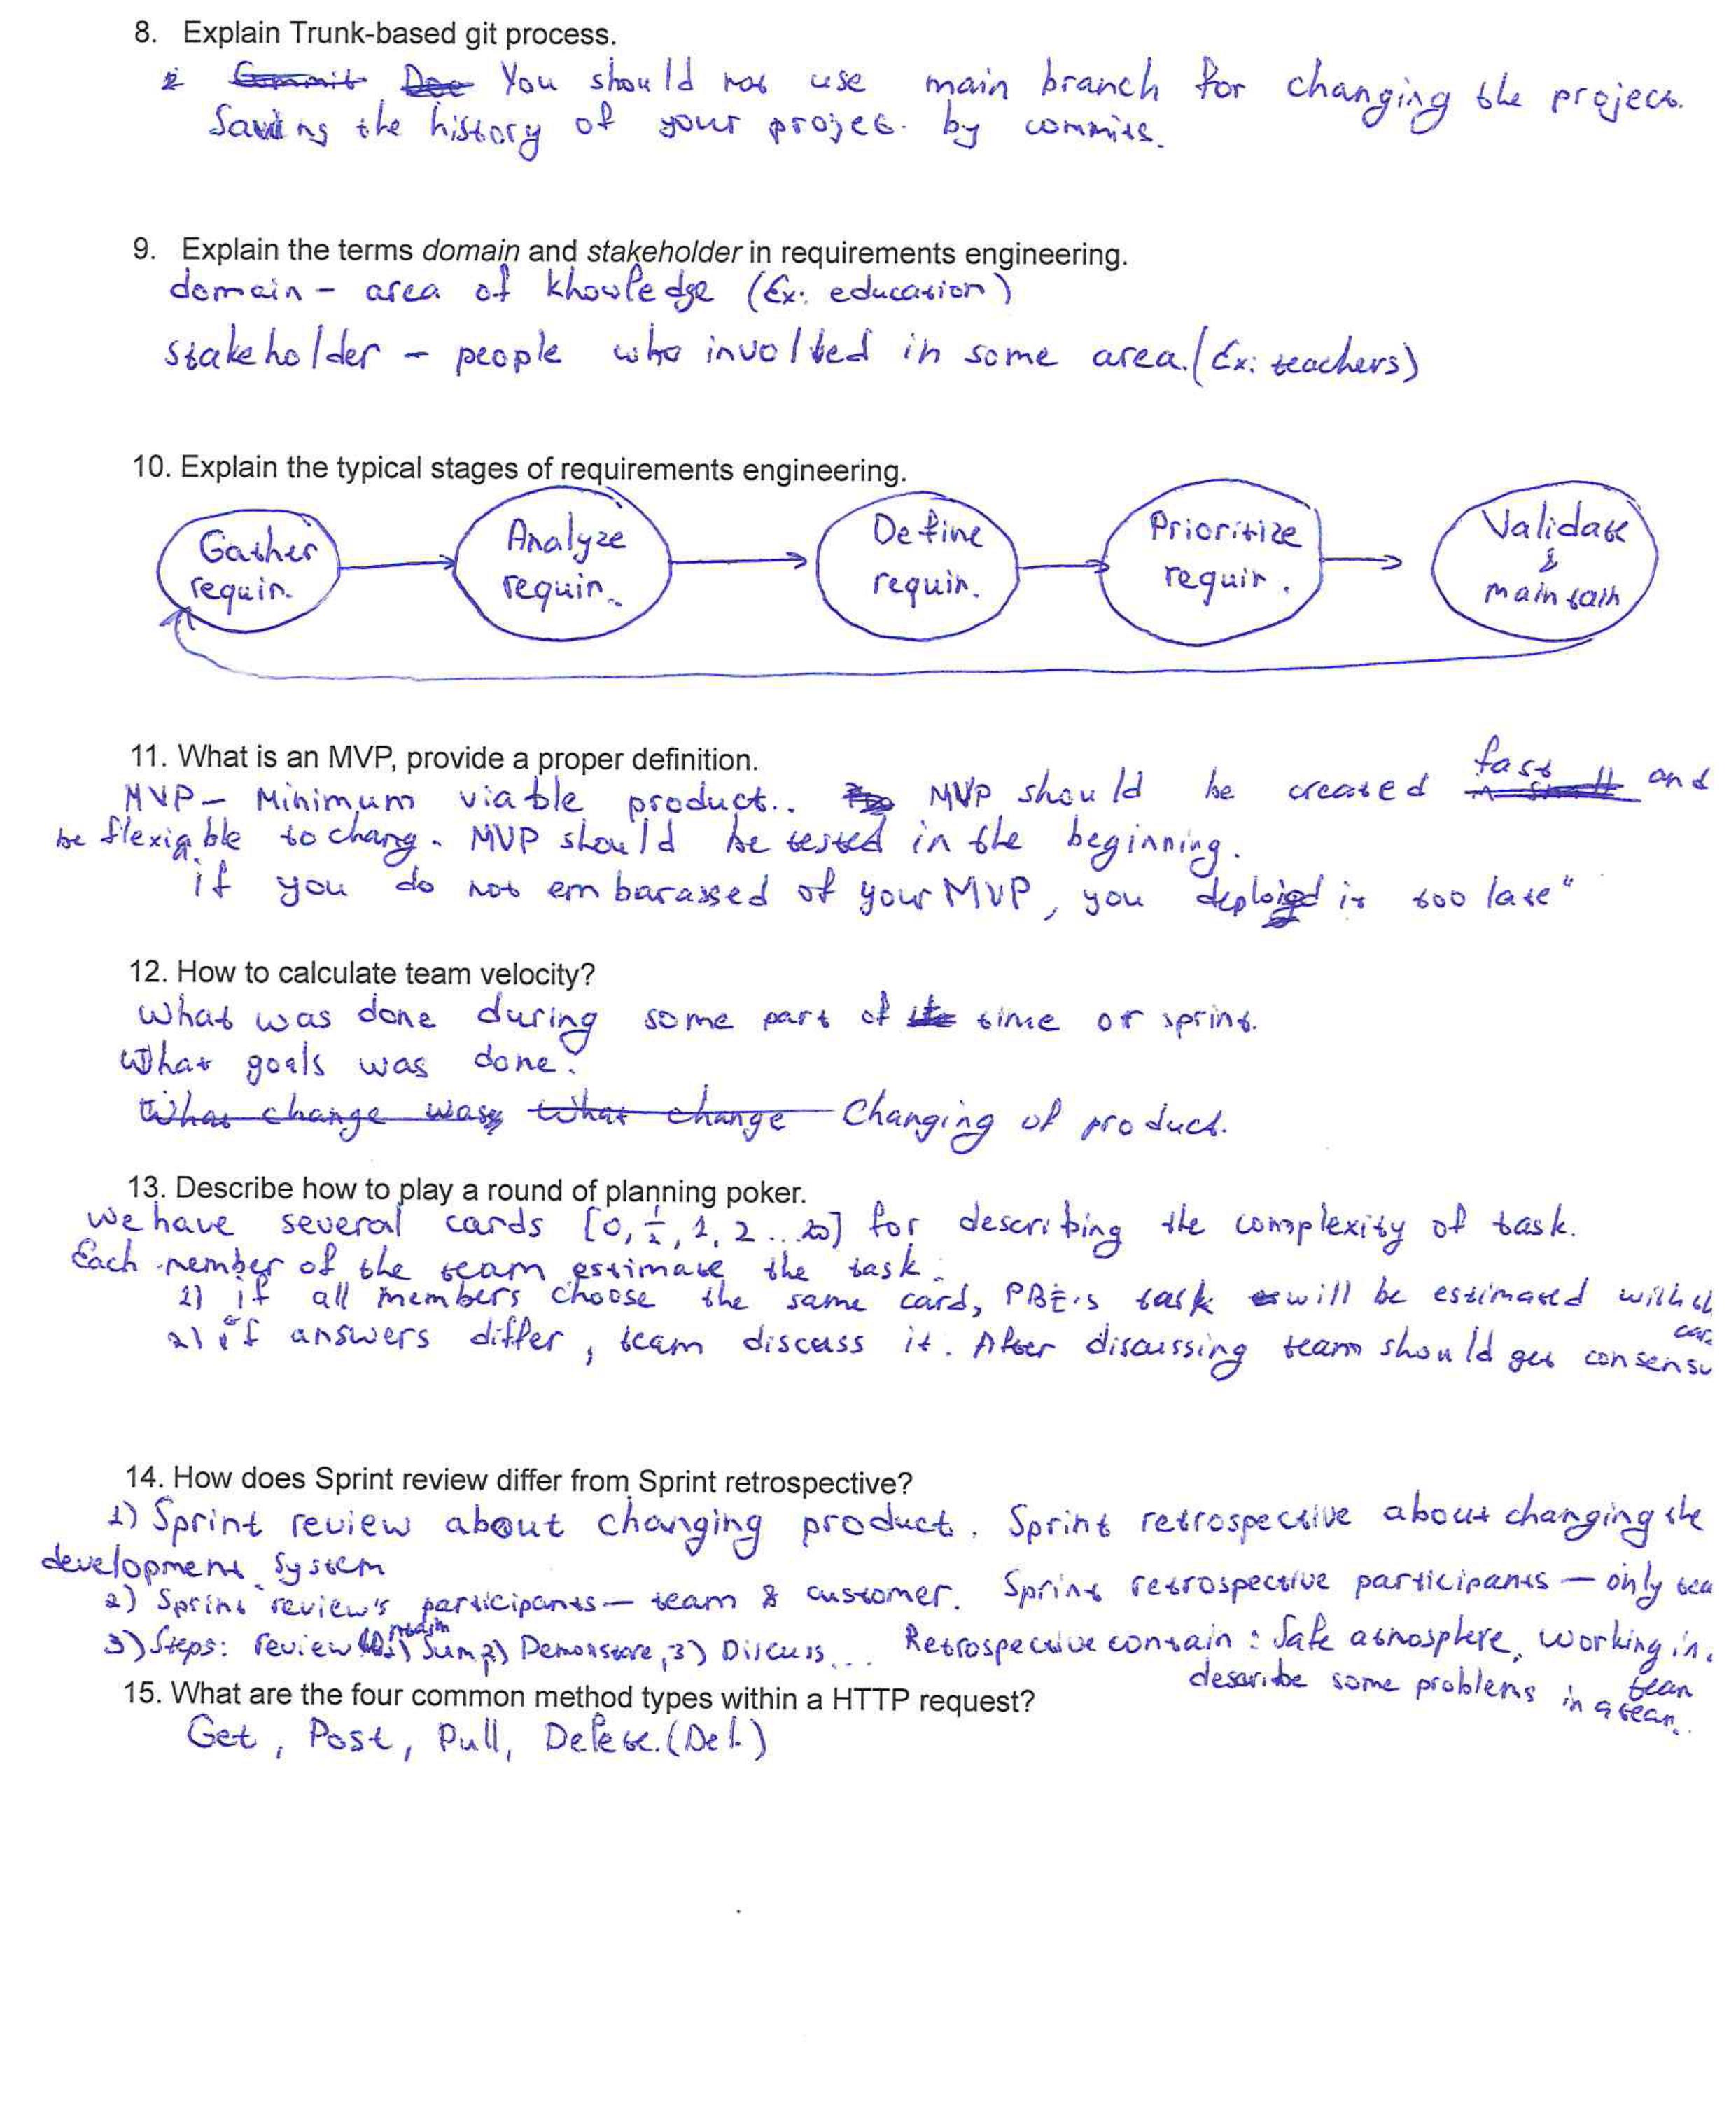 8. Explain Trunk-based git process.
You should not use main branch for changing the project.
Saving the history of your projec. by commits.
9. Explain the terms domain and stakeholder in requirements engineering.
domain - area of knowledge (Ex: education)
stakeholder - people who involved in some area. (Ex: teachers)
10. Explain the typical stages of requirements engineering.
Gather requir.
Analyze requir.
Define requir.
Prioritize requir.
Validate & maintain
11. What is an MVP, provide a proper definition.
MVP - Minimum viable product.. MVP should be created fast and
be flexible to chang. MVP should be tested in the beginning.
if you do not embarassed of your MVP, you deployed it too late"
12. How to calculate team velocity?
What was done during some part of time or sprint.
What goals was done.
Changing of product.
13. Describe how to play a round of planning poker.
We have several cards [0, 1/2, 1, 2 ... ∞] for describing the complexity of task.
Each member of the team estimate the task.
1) if all members choose the same card, PBI's task will be estimated with
2) if answers differ, team discuss it. After discussing team should get consensu
14. How does Sprint review differ from Sprint retrospective?
1) Sprint review about changing product. Sprint retrospective about changing the
development system
2) Sprint review's participants - team & customer. Sprint retrospective participants - only tea
3) Steps: review 1) Sum 2) Demonstare, 3) Discuss... Retrospective contain: Safe atmosphere, working in
team
describe some problems in a team.
15. What are the four common method types within a HTTP request?
Get, Post, Pull, Delete. (Del.)